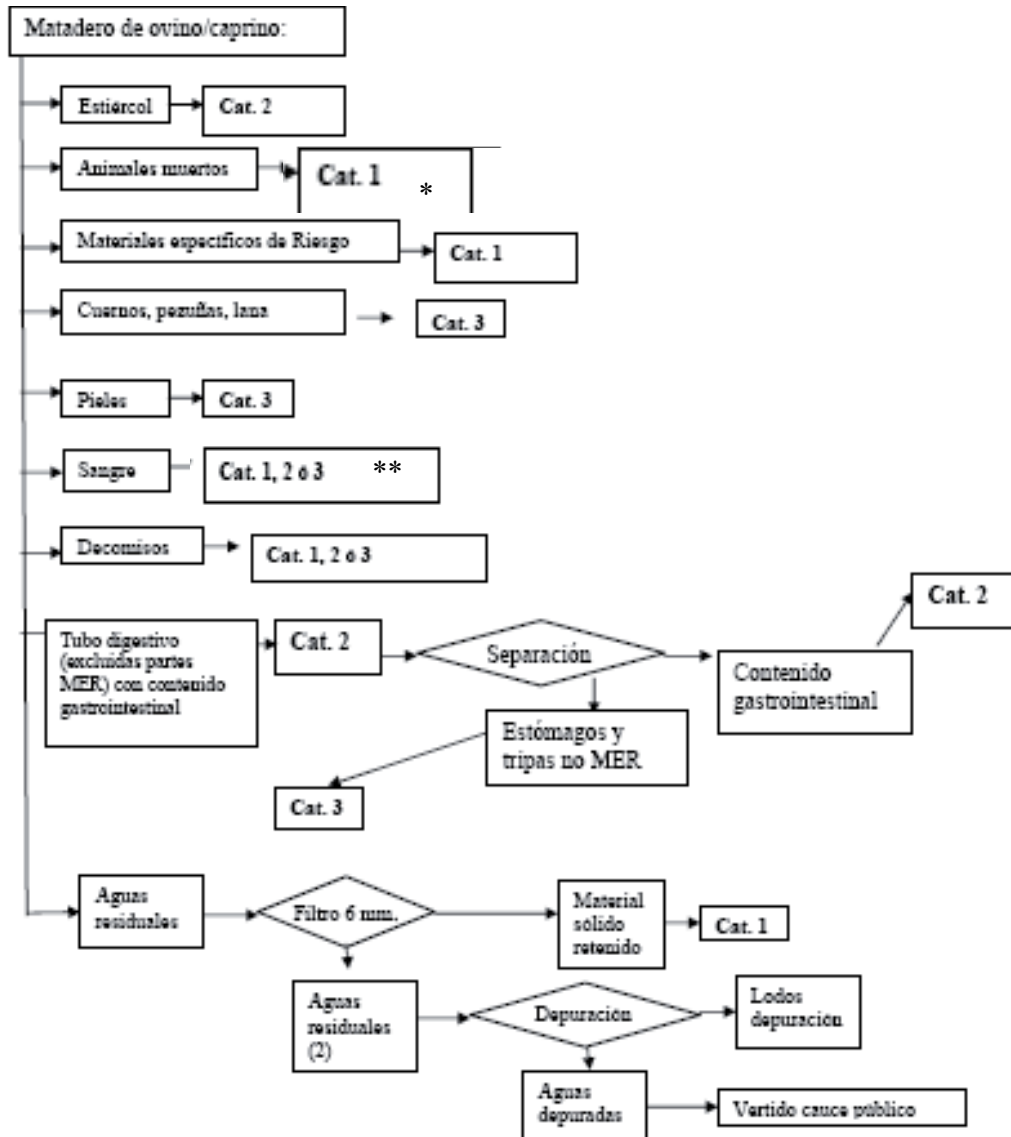 Matadero de ovino/caprino:
Estiércol
Cat. 2
Animales muertos
Cat. 1
*
Materiales específicos de Riesgo
Cat. 1
Cuernos, pezuñas, lana
Cat. 3
Pieles
Cat. 3
Sangre
Cat. 1, 2 ó 3 **
Decomisos
Cat. 1, 2 ó 3
Tubo digestivo
(excluidas partes
MER) con contenido
gastrointestinal
Cat. 2
Separación
Contenido
gastrointestinal
Cat. 2
Estómagos y
tripas no MER
Cat. 3
Aguas
residuales
Filtro 6 mm.
Material
sólido
retenido
Cat. 1
Aguas
residuales
(2)
Depuración
Lodos
depuración
Aguas
depuradas
Vertido cauce público